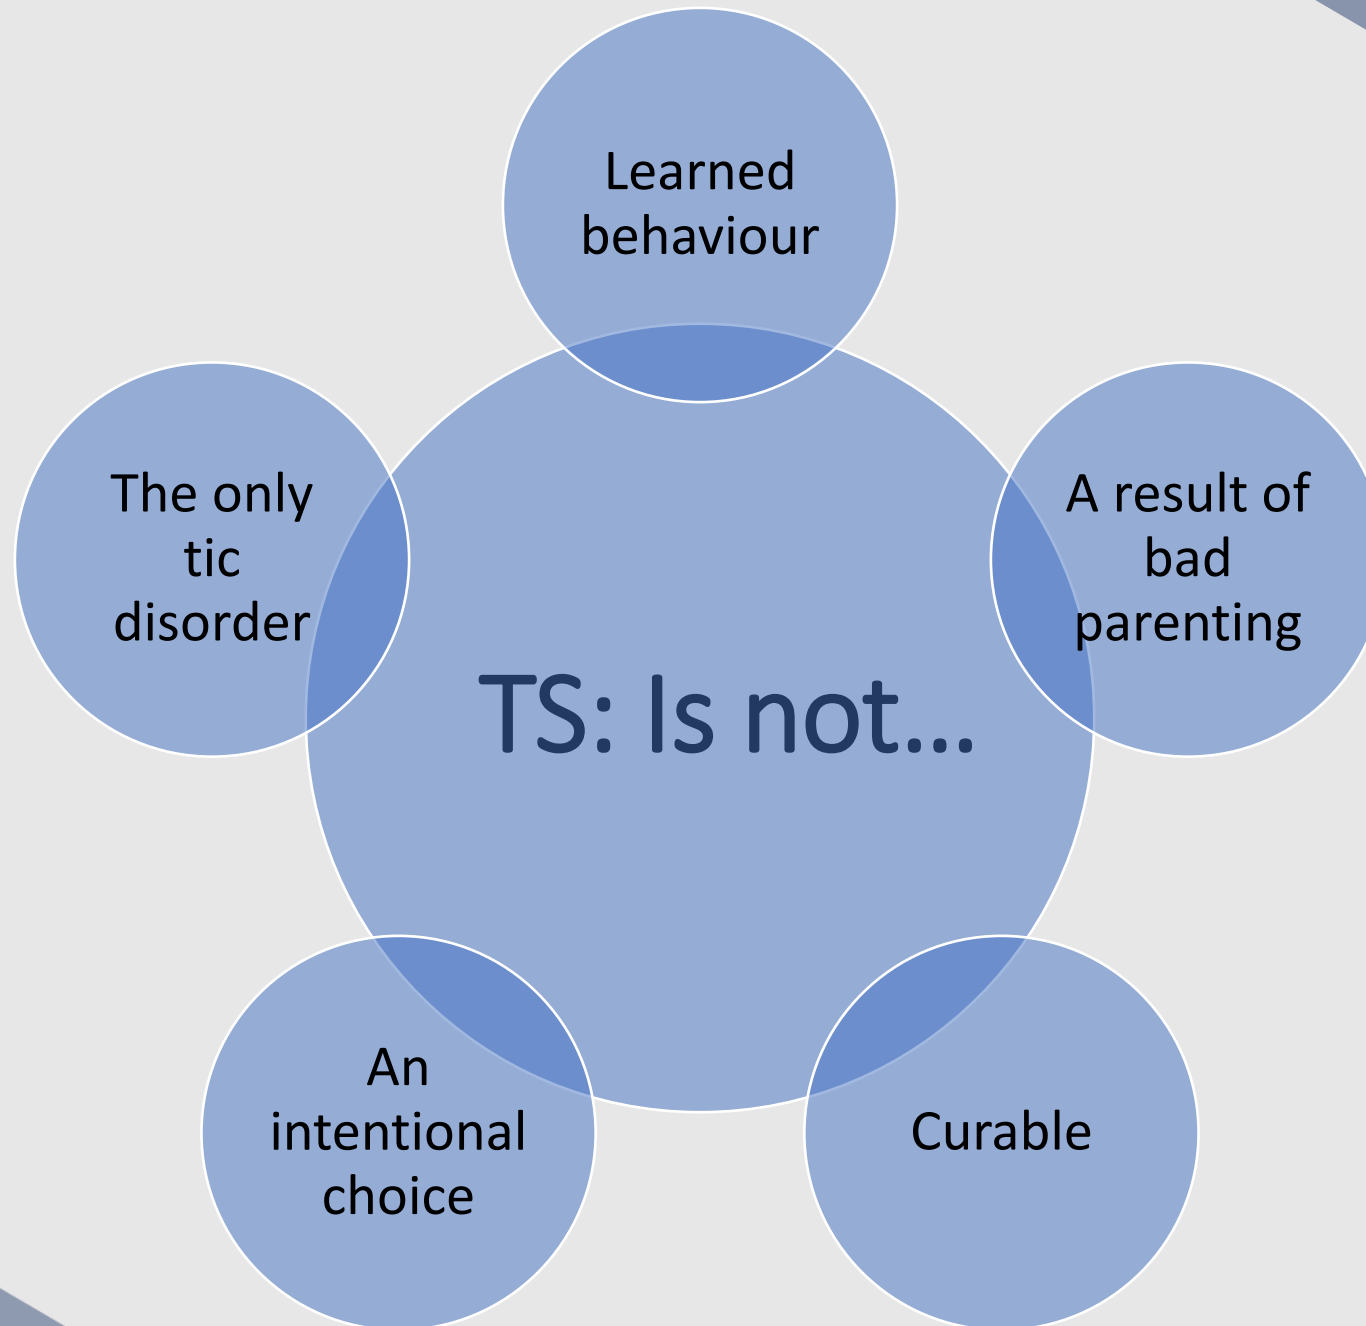 Learned
behaviour
The only
tic
disorder
A result of
bad
parenting
TS: Is not...
An
intentional
choice
Curable